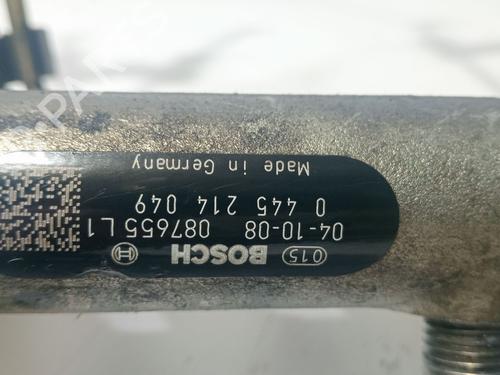 015 BOSCH
04-10-08 087655 L1
0 445 214 049
Made in Germany